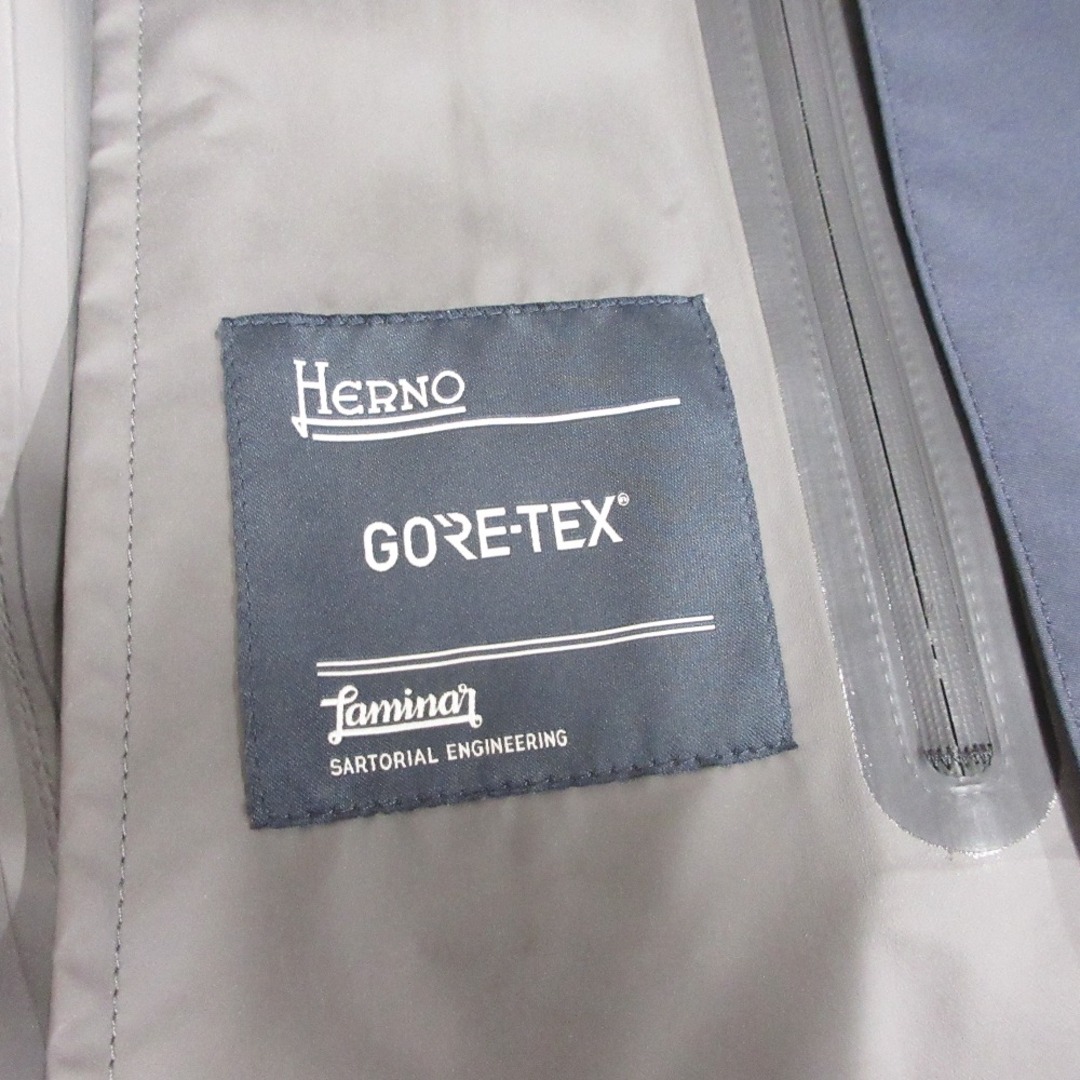 HERNO
GORE-TEX®
Laminar
SARTORIAL ENGINEERING